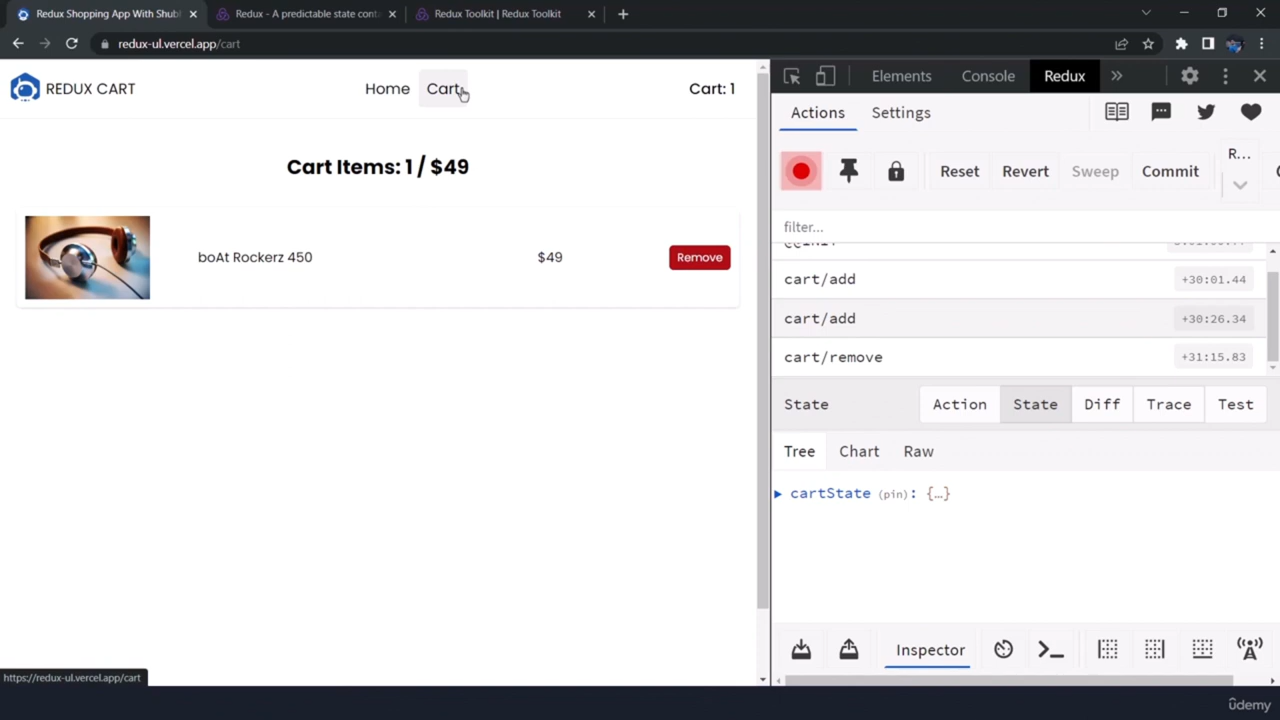 Redux Shopping App With Shubl
Redux - A predictable state cont
Redux Toolkit | Redux Toolkit
redux-ul.vercel.app/cart
REDUX CART
Home
Cart
Cart: 1
Cart Items: 1 / $49
boAt Rockerz 450
$49
Remove
Elements
Console
Redux
Actions
Settings
Reset
Revert
Sweep
Commit
R...
filter...
@@INIT
cart/add
+30:01.44
cart/add
+30:26.34
cart/remove
+31:15.83
State
Action
State
Diff
Trace
Test
Tree
Chart
Raw
cartState (pin): {…}
Inspector
https://redux-ul.vercel.app/cart
ûdemy